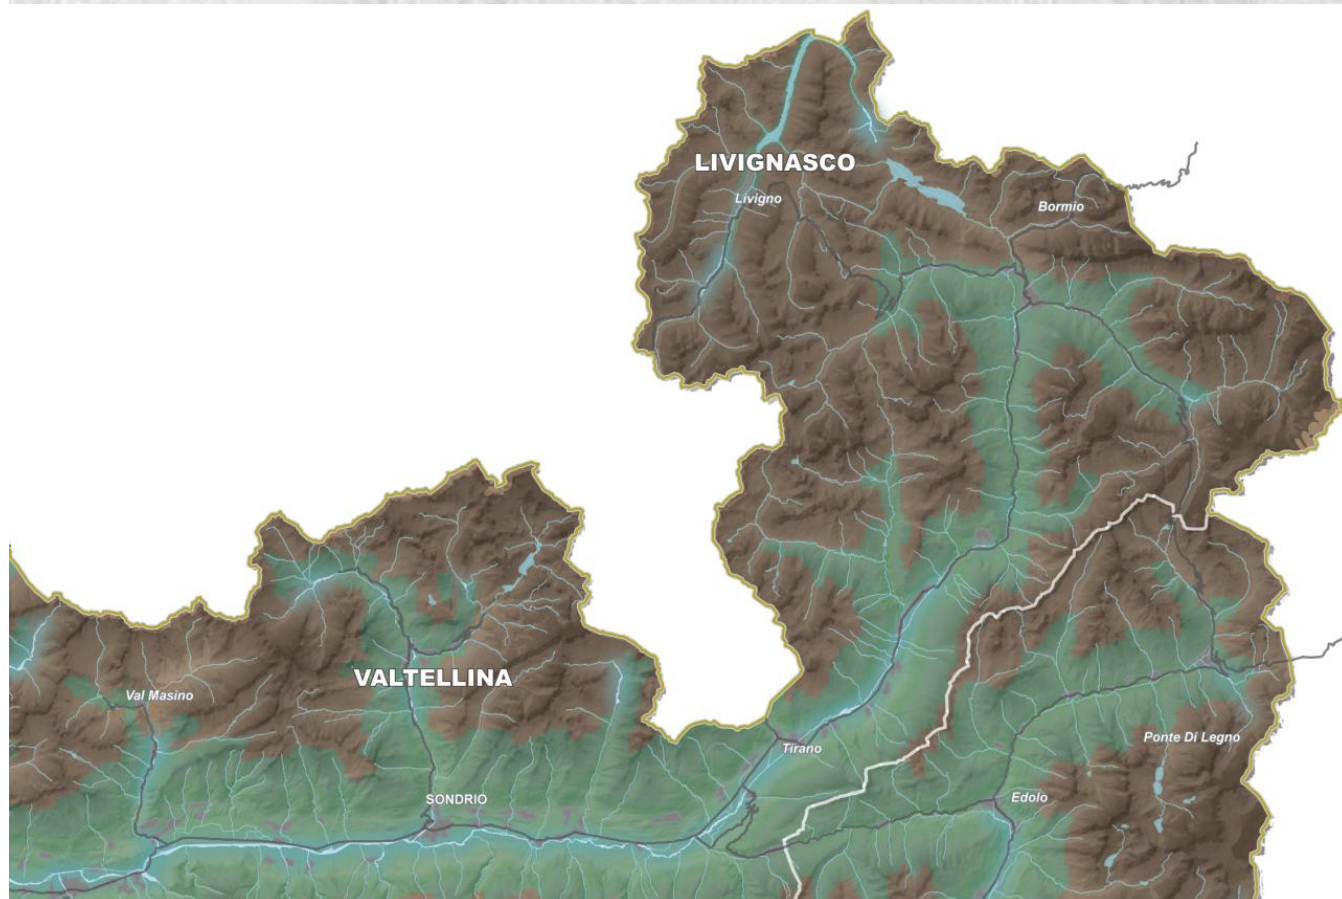 LIVIGNASCO
Livigno
Bormio
VALTELLINA
Val Masino
Tirano
Ponte Di Legno
SONDRIO
Edolo